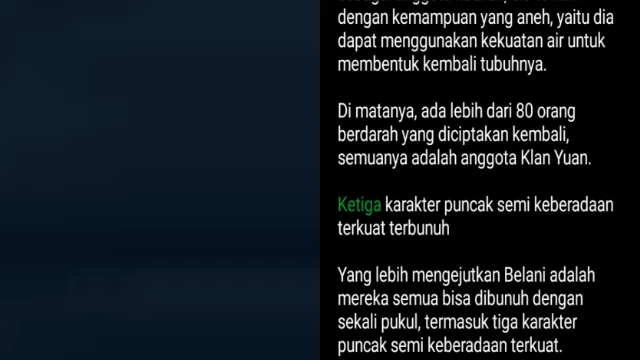 dengan kemampuan yang aneh, yaitu dia
dapat menggunakan kekuatan air untuk
membentuk kembali tubuhnya.
Di matanya, ada lebih dari 80 orang
berdarah yang diciptakan kembali,
semuanya adalah anggota Klan Yuan.
Ketiga karakter puncak semi keberadaan
terkuat terbunuh
Yang lebih mengejutkan Belani adalah
mereka semua bisa dibunuh dengan
sekali pukul, termasuk tiga karakter
puncak semi keberadaan terkuat.